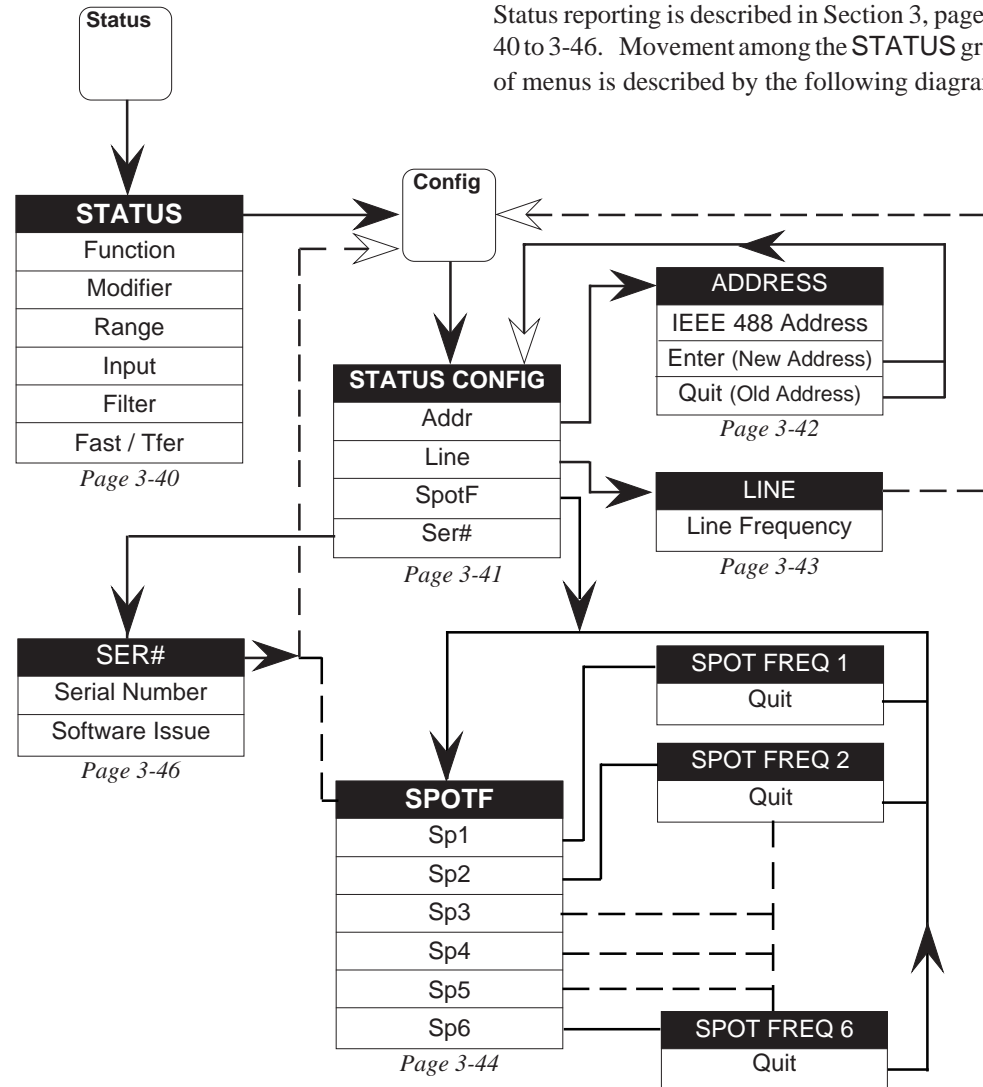 Status
Status reporting is described in Section 3, page
40 to 3-46. Movement among the STATUS gr
of menus is described by the following diagra
Config
STATUS
Function
Modifier
Range
Input
Filter
Fast / Tfer
Page 3-40
STATUS CONFIG
Addr
Line
SpotF
Ser#
Page 3-41
ADDRESS
IEEE 488 Address
Enter (New Address)
Quit (Old Address)
Page 3-42
LINE
Line Frequency
Page 3-43
SER#
Serial Number
Software Issue
Page 3-46
SPOTF
Sp1
Sp2
Sp3
Sp4
Sp5
Sp6
Page 3-44
SPOT FREQ 1
Quit
SPOT FREQ 2
Quit
SPOT FREQ 6
Quit